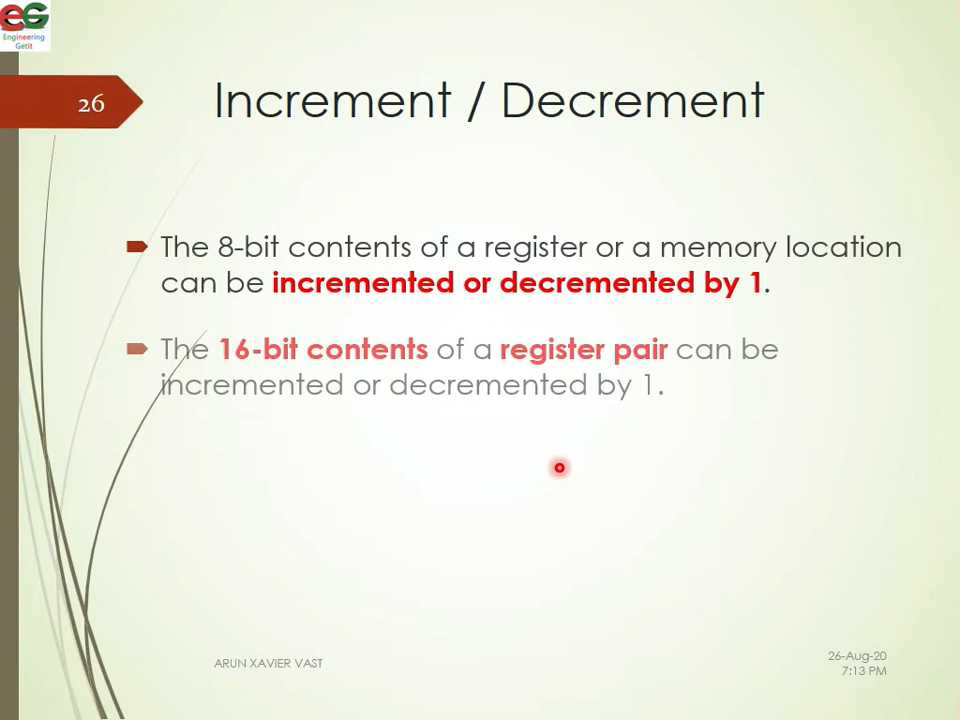 EG
Engineering
Getit
26
Increment / Decrement
The 8-bit contents of a register or a memory location
can be incremented or decremented by 1.
The 16-bit contents of a register pair can be
incremented or decremented by 1.
ARUN XAVIER VAST
26-Aug-20
7:13 PM